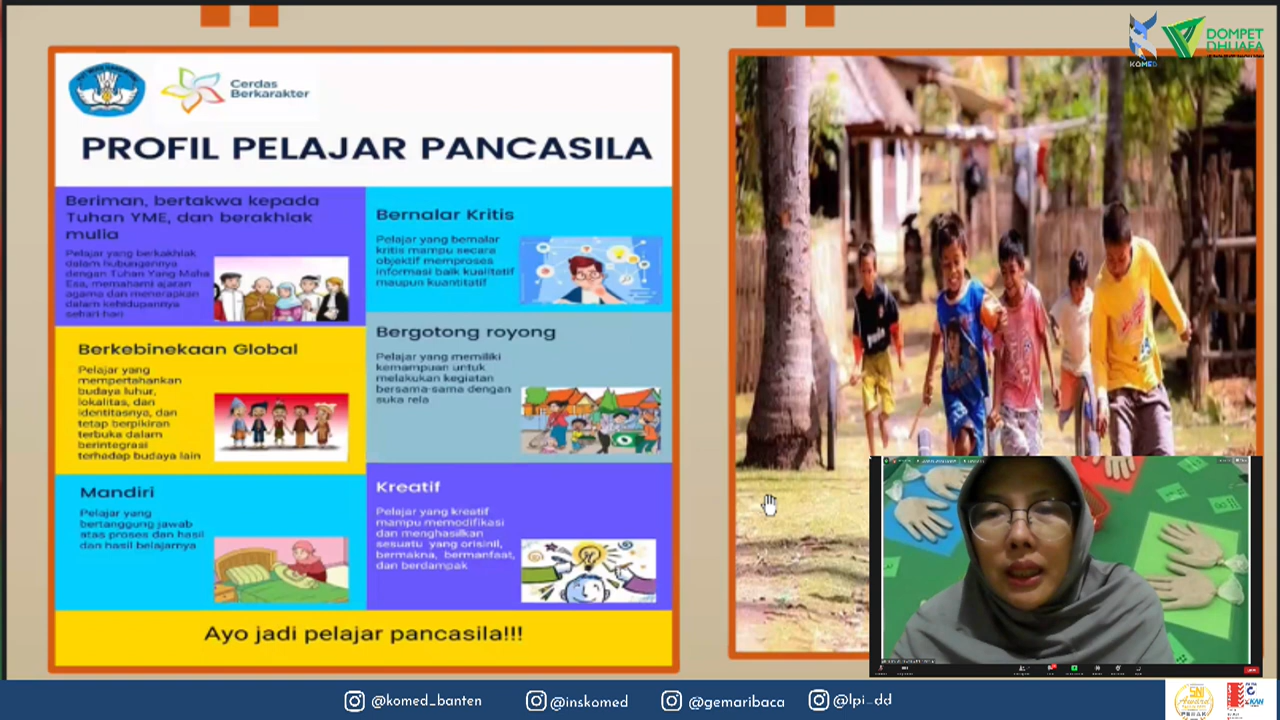 KOMED
DOMPET
DHUAFA
Cerdas
Berkarakter
PROFIL PELAJAR PANCASILA
Beriman, bertakwa kepada
Tuhan YME, dan berakhlak
mulia
Pelajar yang berkakhlak
dalam hubungannya
dengan Tuhan Yang Maha
Esa, memahami ajaran
agama dan menerapkan
dalam kehidupannya
sehari-hari
Bernalar Kritis
Pelajar yang bernalar
kritis mampu secara
objektif memproses
informasi baik kualitatif
maupun kuantitatif
Berkebinekaan Global
Pelajar yang
mempertahankan
budaya luhur,
lokalitas, dan
identitasnya, dan
tetap berpikiran
terbuka dalam
berintegrasi
terhadap budaya lain
Bergotong royong
Pelajar yang memiliki
kemampuan untuk
melakukan kegiatan
bersama-sama dengan
suka rela
Mandiri
Pelajar yang
bertanggung jawab
atas proses dan hasil
dan hasil belajarnya
Kreatif
Pelajar yang kreatif
mampu memodifikasi
dan menghasilkan
sesuatu yang orisinil,
bermakna, bermanfaat,
dan berdampak
Ayo jadi pelajar pancasila!!!
@komed_banten
@inskomed
@gemaribaca
@lpi_dd
SNI
KAN